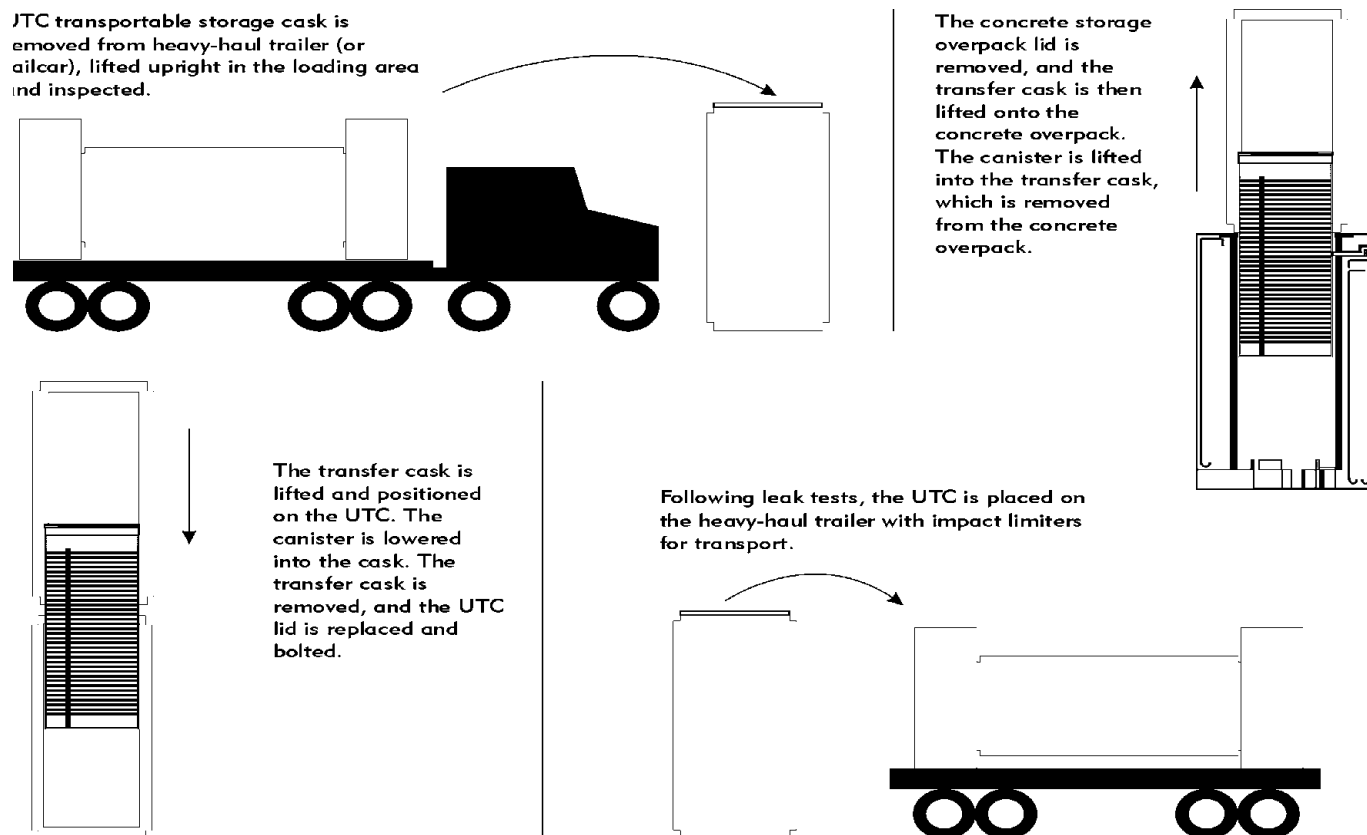 UTC transportable storage cask is
emoved from heavy-haul trailer (or
ailcar), lifted upright in the loading area
and inspected.
The concrete storage
overpack lid is
removed, and the
transfer cask is then
lifted onto the
concrete overpack.
The canister is lifted
into the transfer cask,
which is removed
from the concrete
overpack.
The transfer cask is
lifted and positioned
on the UTC. The
canister is lowered
into the cask. The
transfer cask is
removed, and the UTC
lid is replaced and
bolted.
Following leak tests, the UTC is placed on
the heavy-haul trailer with impact limiters
for transport.